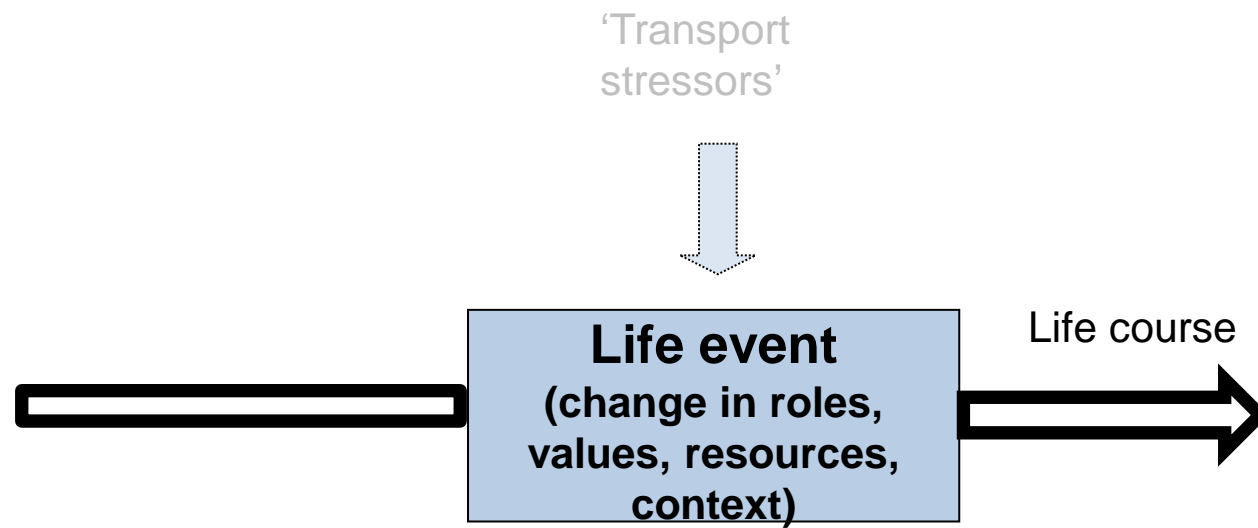 ‘Transport
stressors’
Life event
(change in roles,
values, resources,
context)
Life course